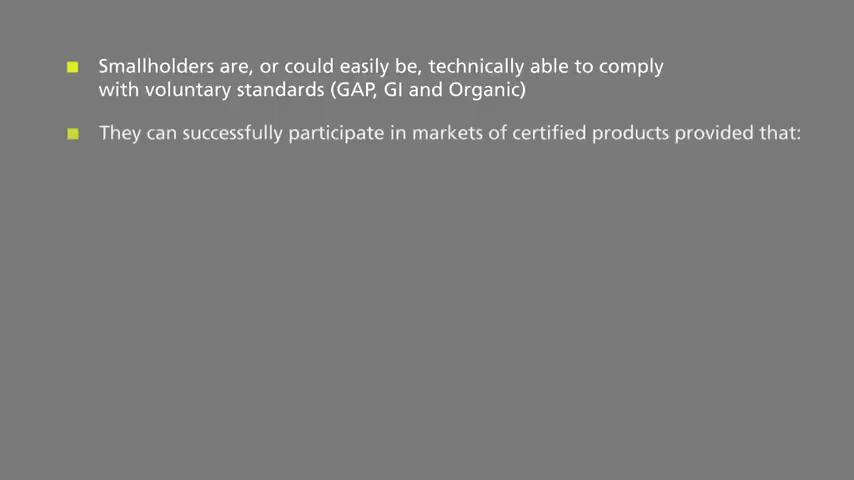 Smallholders are, or could easily be, technically able to comply
with voluntary standards (GAP, GI and Organic)
They can successfully participate in markets of certified products provided that: